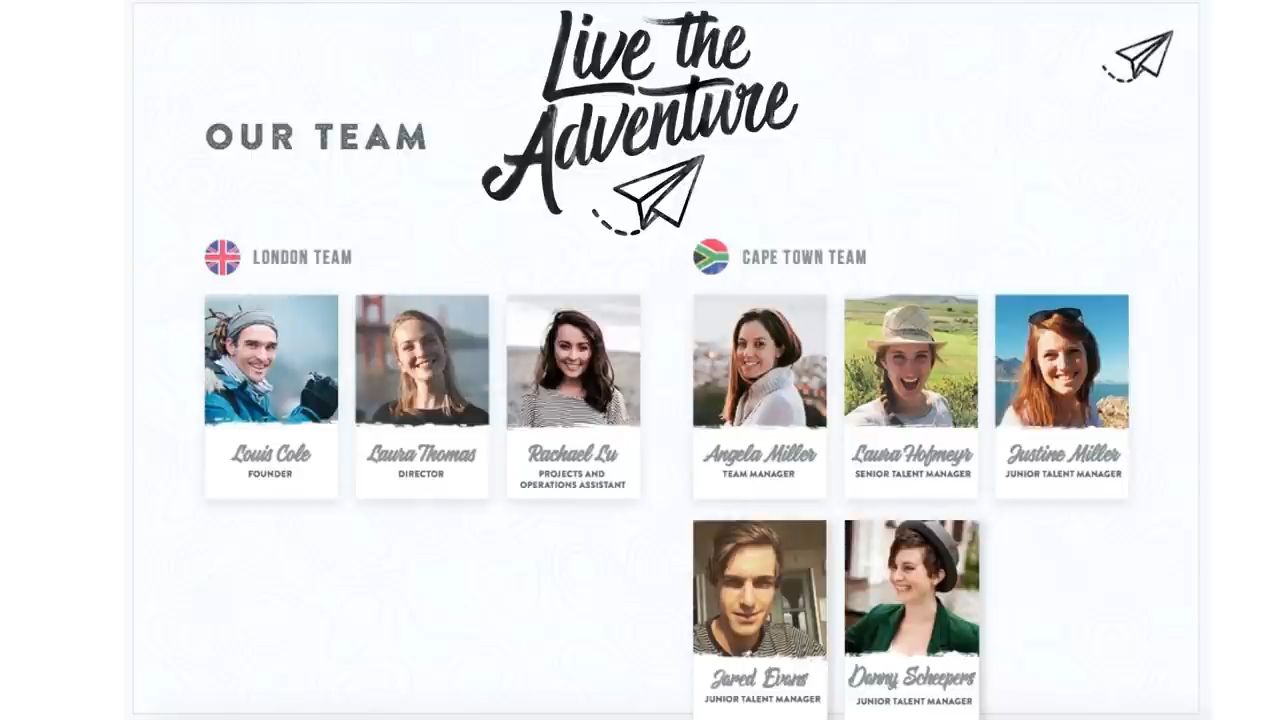 Live the
Adventure
OUR TEAM
LONDON TEAM
CAPE TOWN TEAM
Louis Cole
FOUNDER
Laura Thomas
DIRECTOR
Rachael Lu
PROJECTS AND
OPERATIONS ASSISTANT
Angela Miller
TEAM MANAGER
Laura Hofmeyr
SENIOR TALENT MANAGER
Justine Miller
JUNIOR TALENT MANAGER
Jared Evans
JUNIOR TALENT MANAGER
Danny Scheepers
JUNIOR TALENT MANAGER